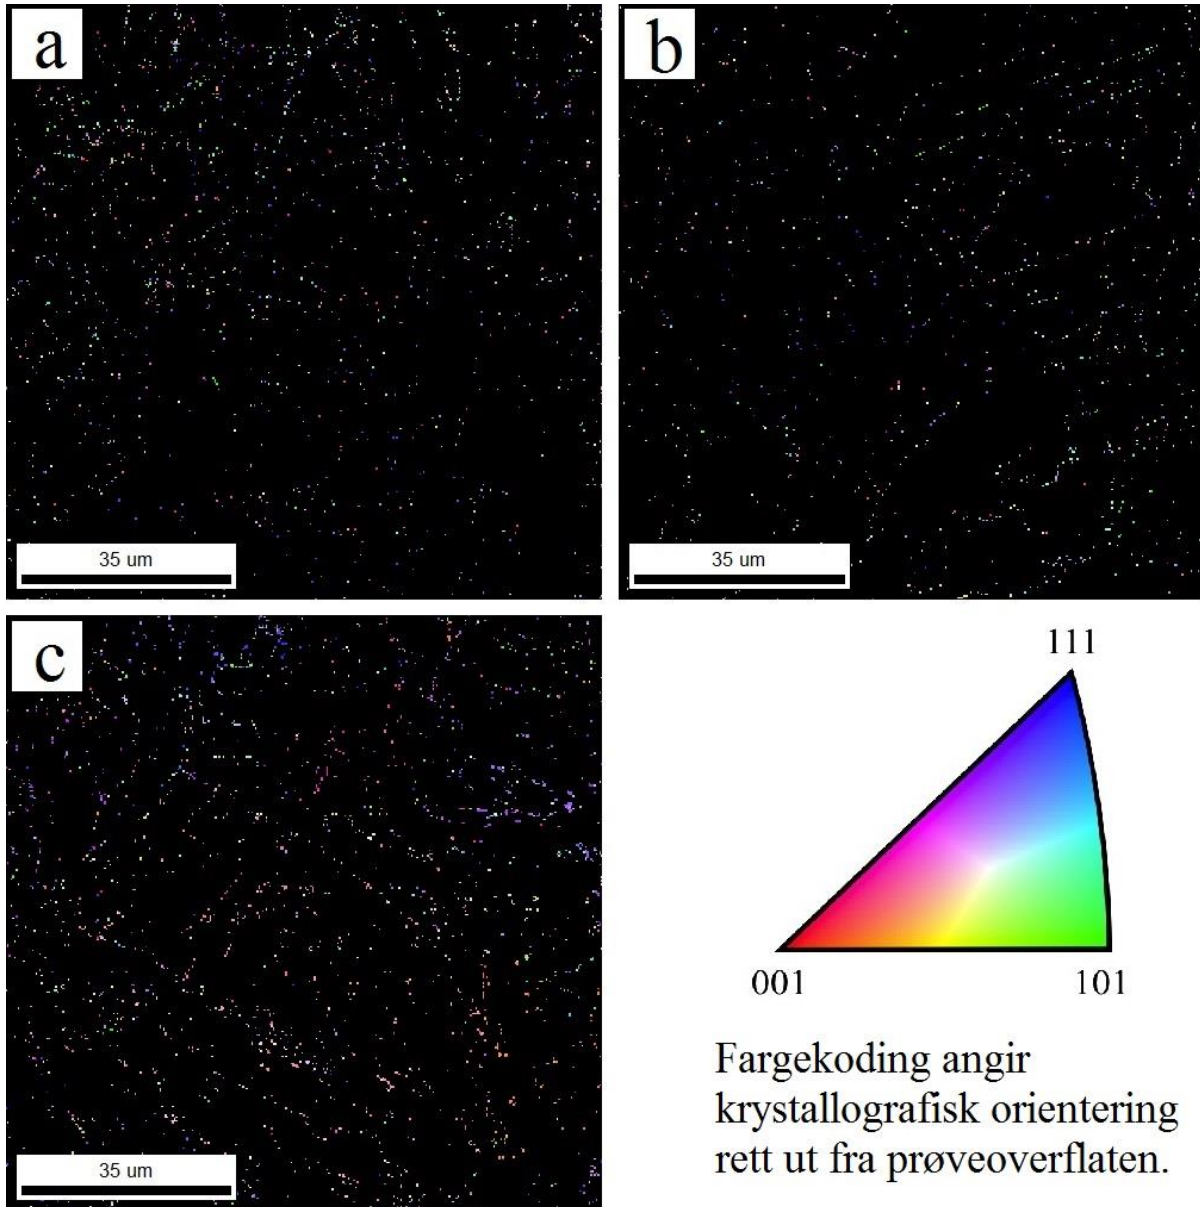 a
b
35 um
35 um
c
111
001
101
Fargekoding angir
krystallografisk orientering
rett ut fra prøveoverflaten.
35 um